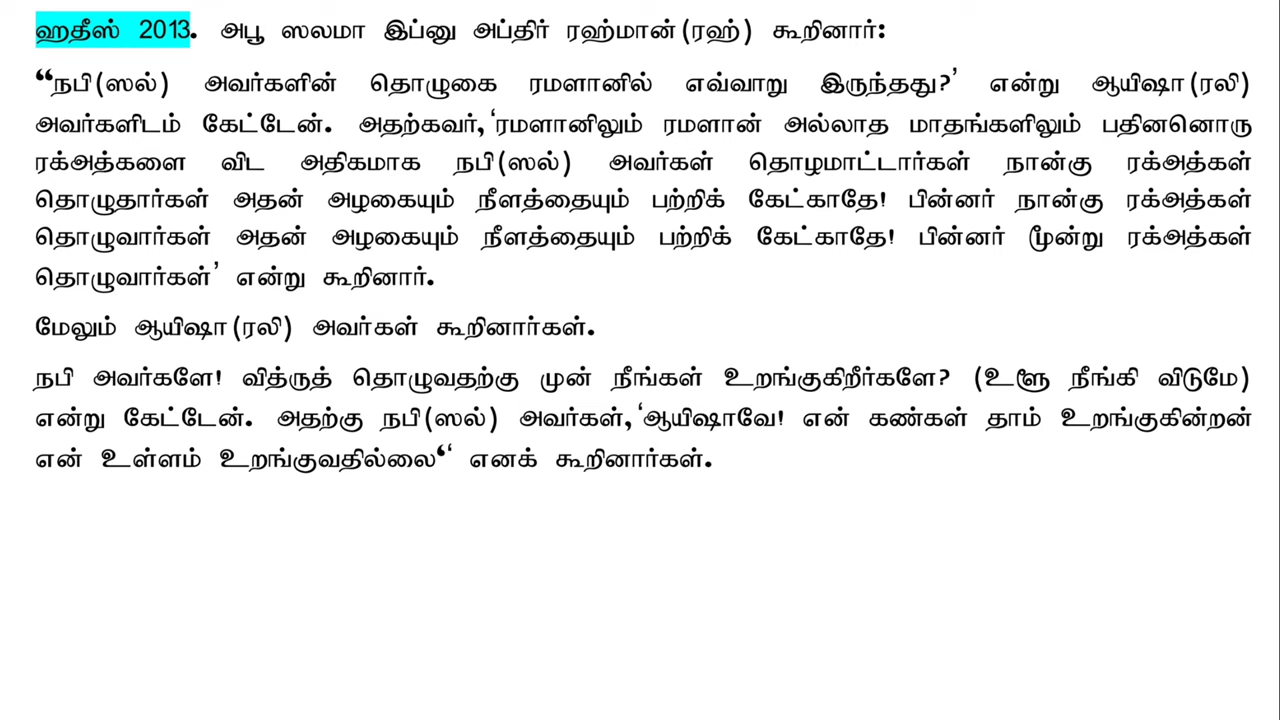 ஹதீஸ் 2013. அபூ ஸலமா இப்னு அப்திர் ரஹ்மான்(ரஹ்) கூறினார்:
“நபி(ஸல்) அவர்களின் தொழுகை ரமளானில் எவ்வாறு இருந்தது?’ என்று ஆயிஷா(ரலி)
அவர்களிடம் கேட்டேன். அதற்கவர், ‘ரமளானிலும் ரமளான் அல்லாத மாதங்களிலும் பதினனொரு
ரக்அத்களை விட அதிகமாக நபி(ஸல்) அவர்கள் தொழமாட்டார்கள் நான்கு ரக்அத்கள்
தொழுதார்கள் அதன் அழகையும் நீளத்தையும் பற்றிக் கேட்காதே! பின்னர் நான்கு ரக்அத்கள்
தொழுவார்கள் அதன் அழகையும் நீளத்தையும் பற்றிக் கேட்காதே! பின்னர் மூன்று ரக்அத்கள்
தொழுவார்கள்’ என்று கூறினார்.
மேலும் ஆயிஷா(ரலி) அவர்கள் கூறினார்கள்.
நபி அவர்களே! வித்ருத் தொழுவதற்கு முன் நீங்கள் உறங்குகிறீர்களே? (உளூ நீங்கி விடுமே)
என்று கேட்டேன். அதற்கு நபி(ஸல்) அவர்கள், ‘ஆயிஷாவே! என் கண்கள் தாம் உறங்குகின்றன்
என் உள்ளம் உறங்குவதில்லை“ எனக் கூறினார்கள்.